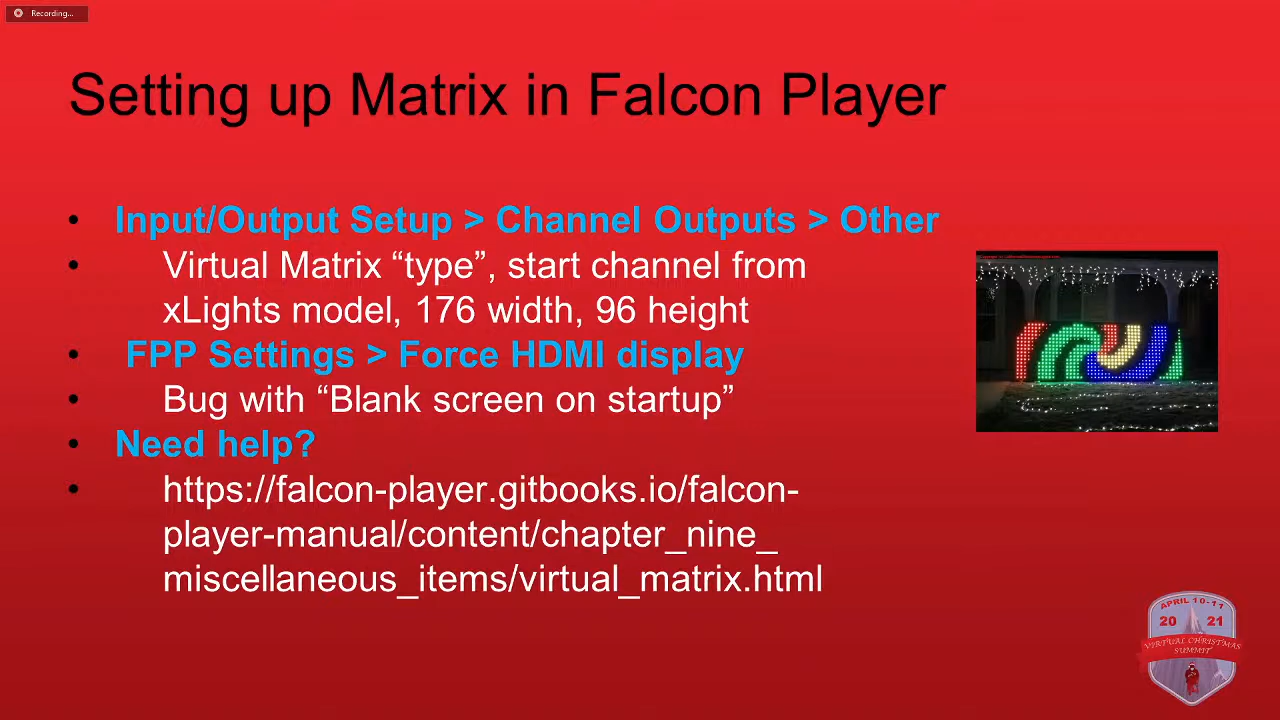 Recording...
Setting up Matrix in Falcon Player
• Input/Output Setup > Channel Outputs > Other
• Virtual Matrix “type”, start channel from
xLights model, 176 width, 96 height
• FPP Settings > Force HDMI display
• Bug with “Blank screen on startup”
• Need help?
• https://falcon-player.gitbooks.io/falcon-
player-manual/content/chapter_nine_
miscellaneous_items/virtual_matrix.html
APRIL 10-11
20 21
VIRTUAL CHRISTMAS
SUMMIT